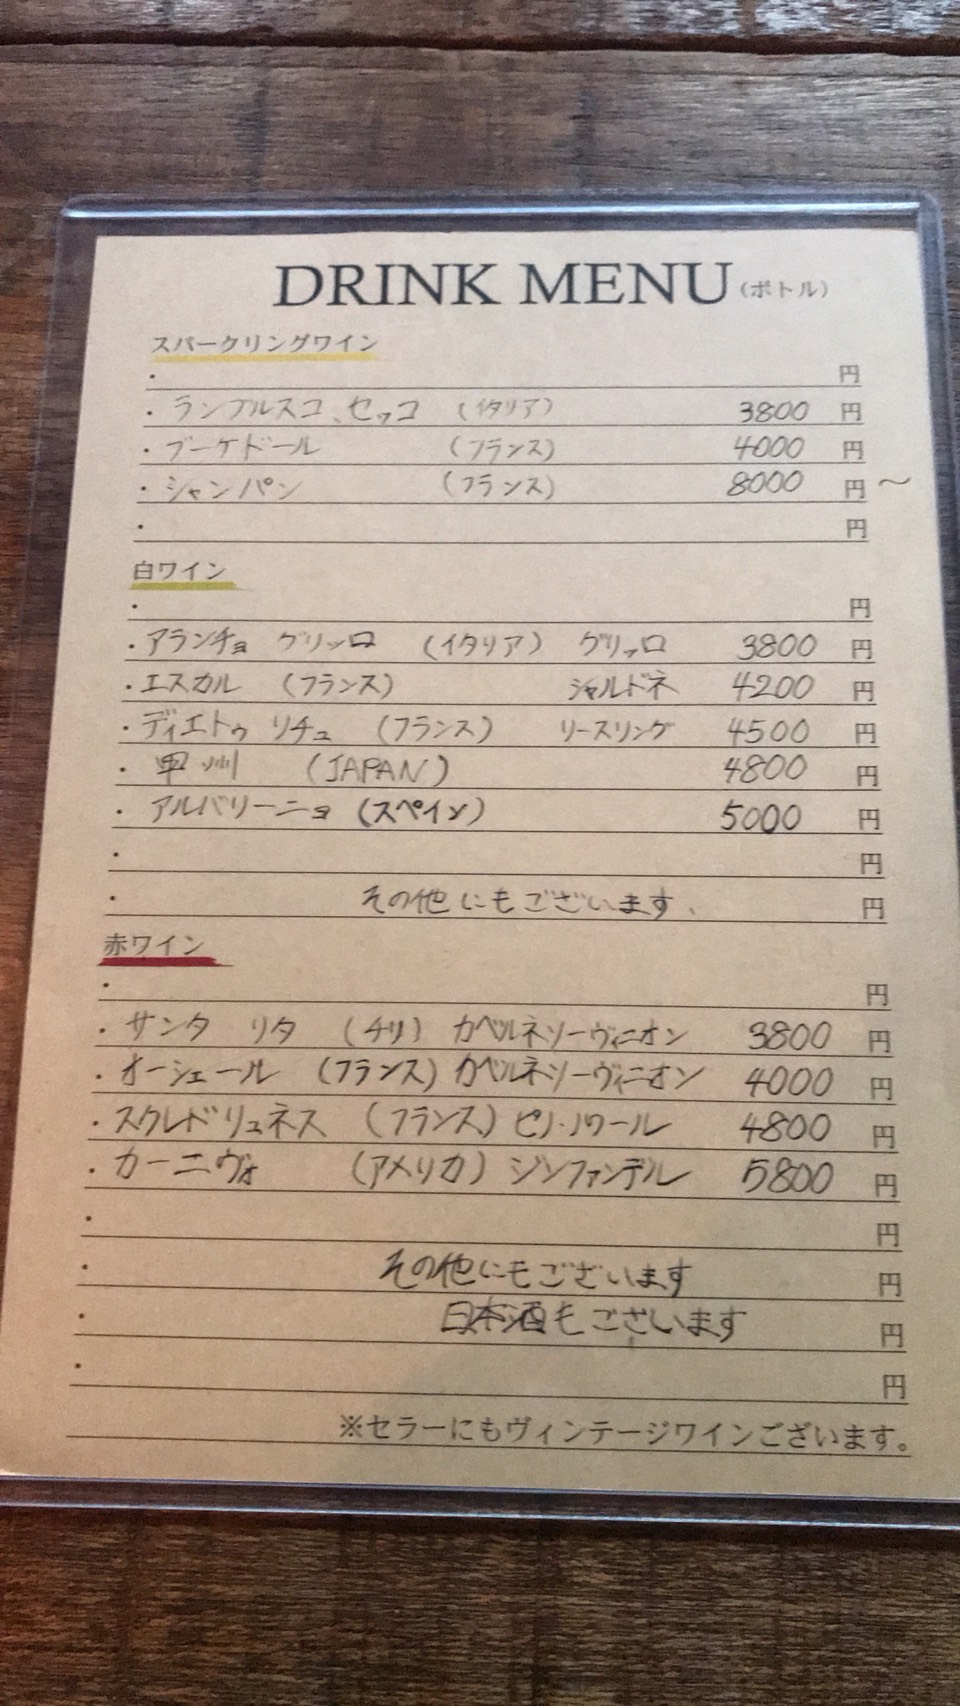 DRINK MENU (ボトル)
スパークリングワイン
・ 円
・ランブルスコ、セッコ (イタリア) 3800 円
・ブーケドール (フランス) 4000 円
・シャンパン (フランス) 8000 円〜
・ 円
白ワイン
・ 円
・アランチョ グリッロ (イタリア) グリッロ 3800 円
・エスカル (フランス) シャルドネ 4200 円
・ディエトゥ リチュ (フランス) リースリング 4500 円
・甲州 (JAPAN) 4800 円
・アルバリーニョ (スペイン) 5000 円
・ 円
・ その他にもございます. 円
赤ワイン
・ 円
・サンタ リタ (チリ) カベルネソーヴィニオン 3800 円
・オーシエール (フランス) カベルネソーヴィニオン 4000 円
・スクレドリュネス (フランス) ピノ・ノワール 4800 円
・カーニヴォ (アメリカ) ジンファンデル 5800 円
・ 円
・ その他にもございます 円
・ 日本酒もございます 円
・ 円
※セラーにもヴィンテージワインございます。